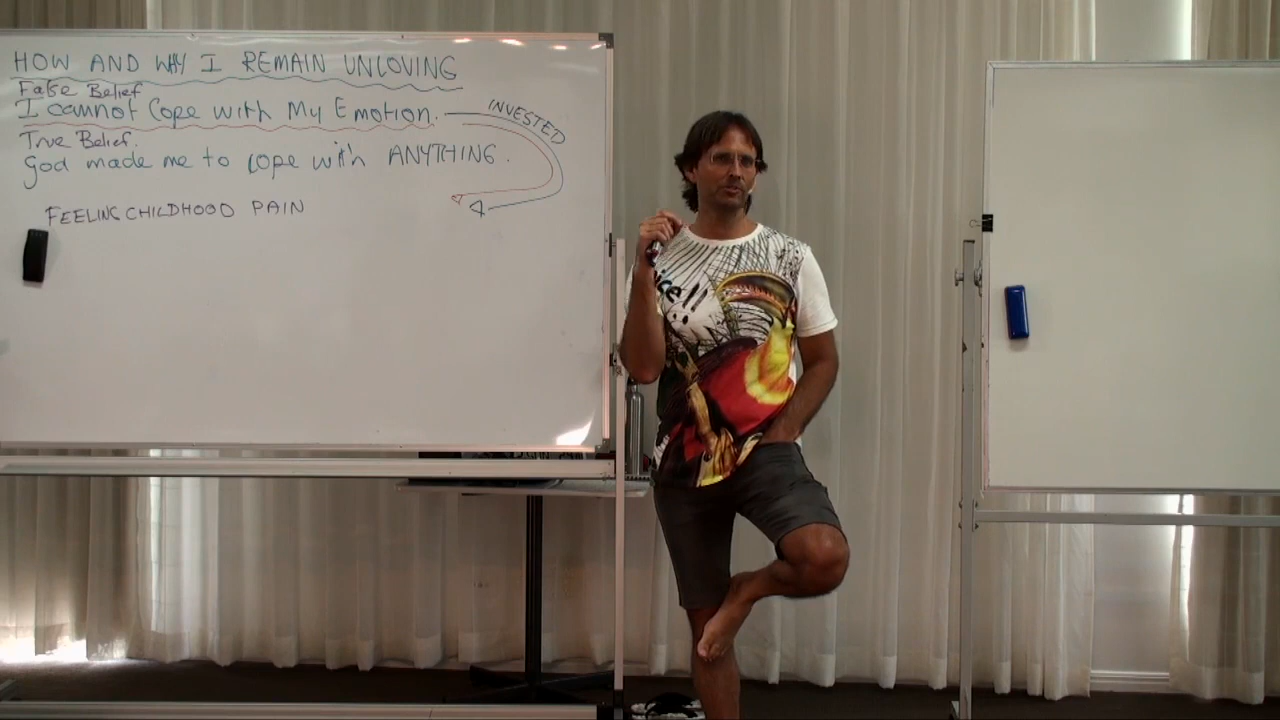 HOW AND WHY I REMAIN UNLOVING
False Belief
I cannot Cope with My Emotion.
INVESTED
True Belief.
God made me to cope with ANYTHING.
FEELING CHILDHOOD PAIN
ice!!